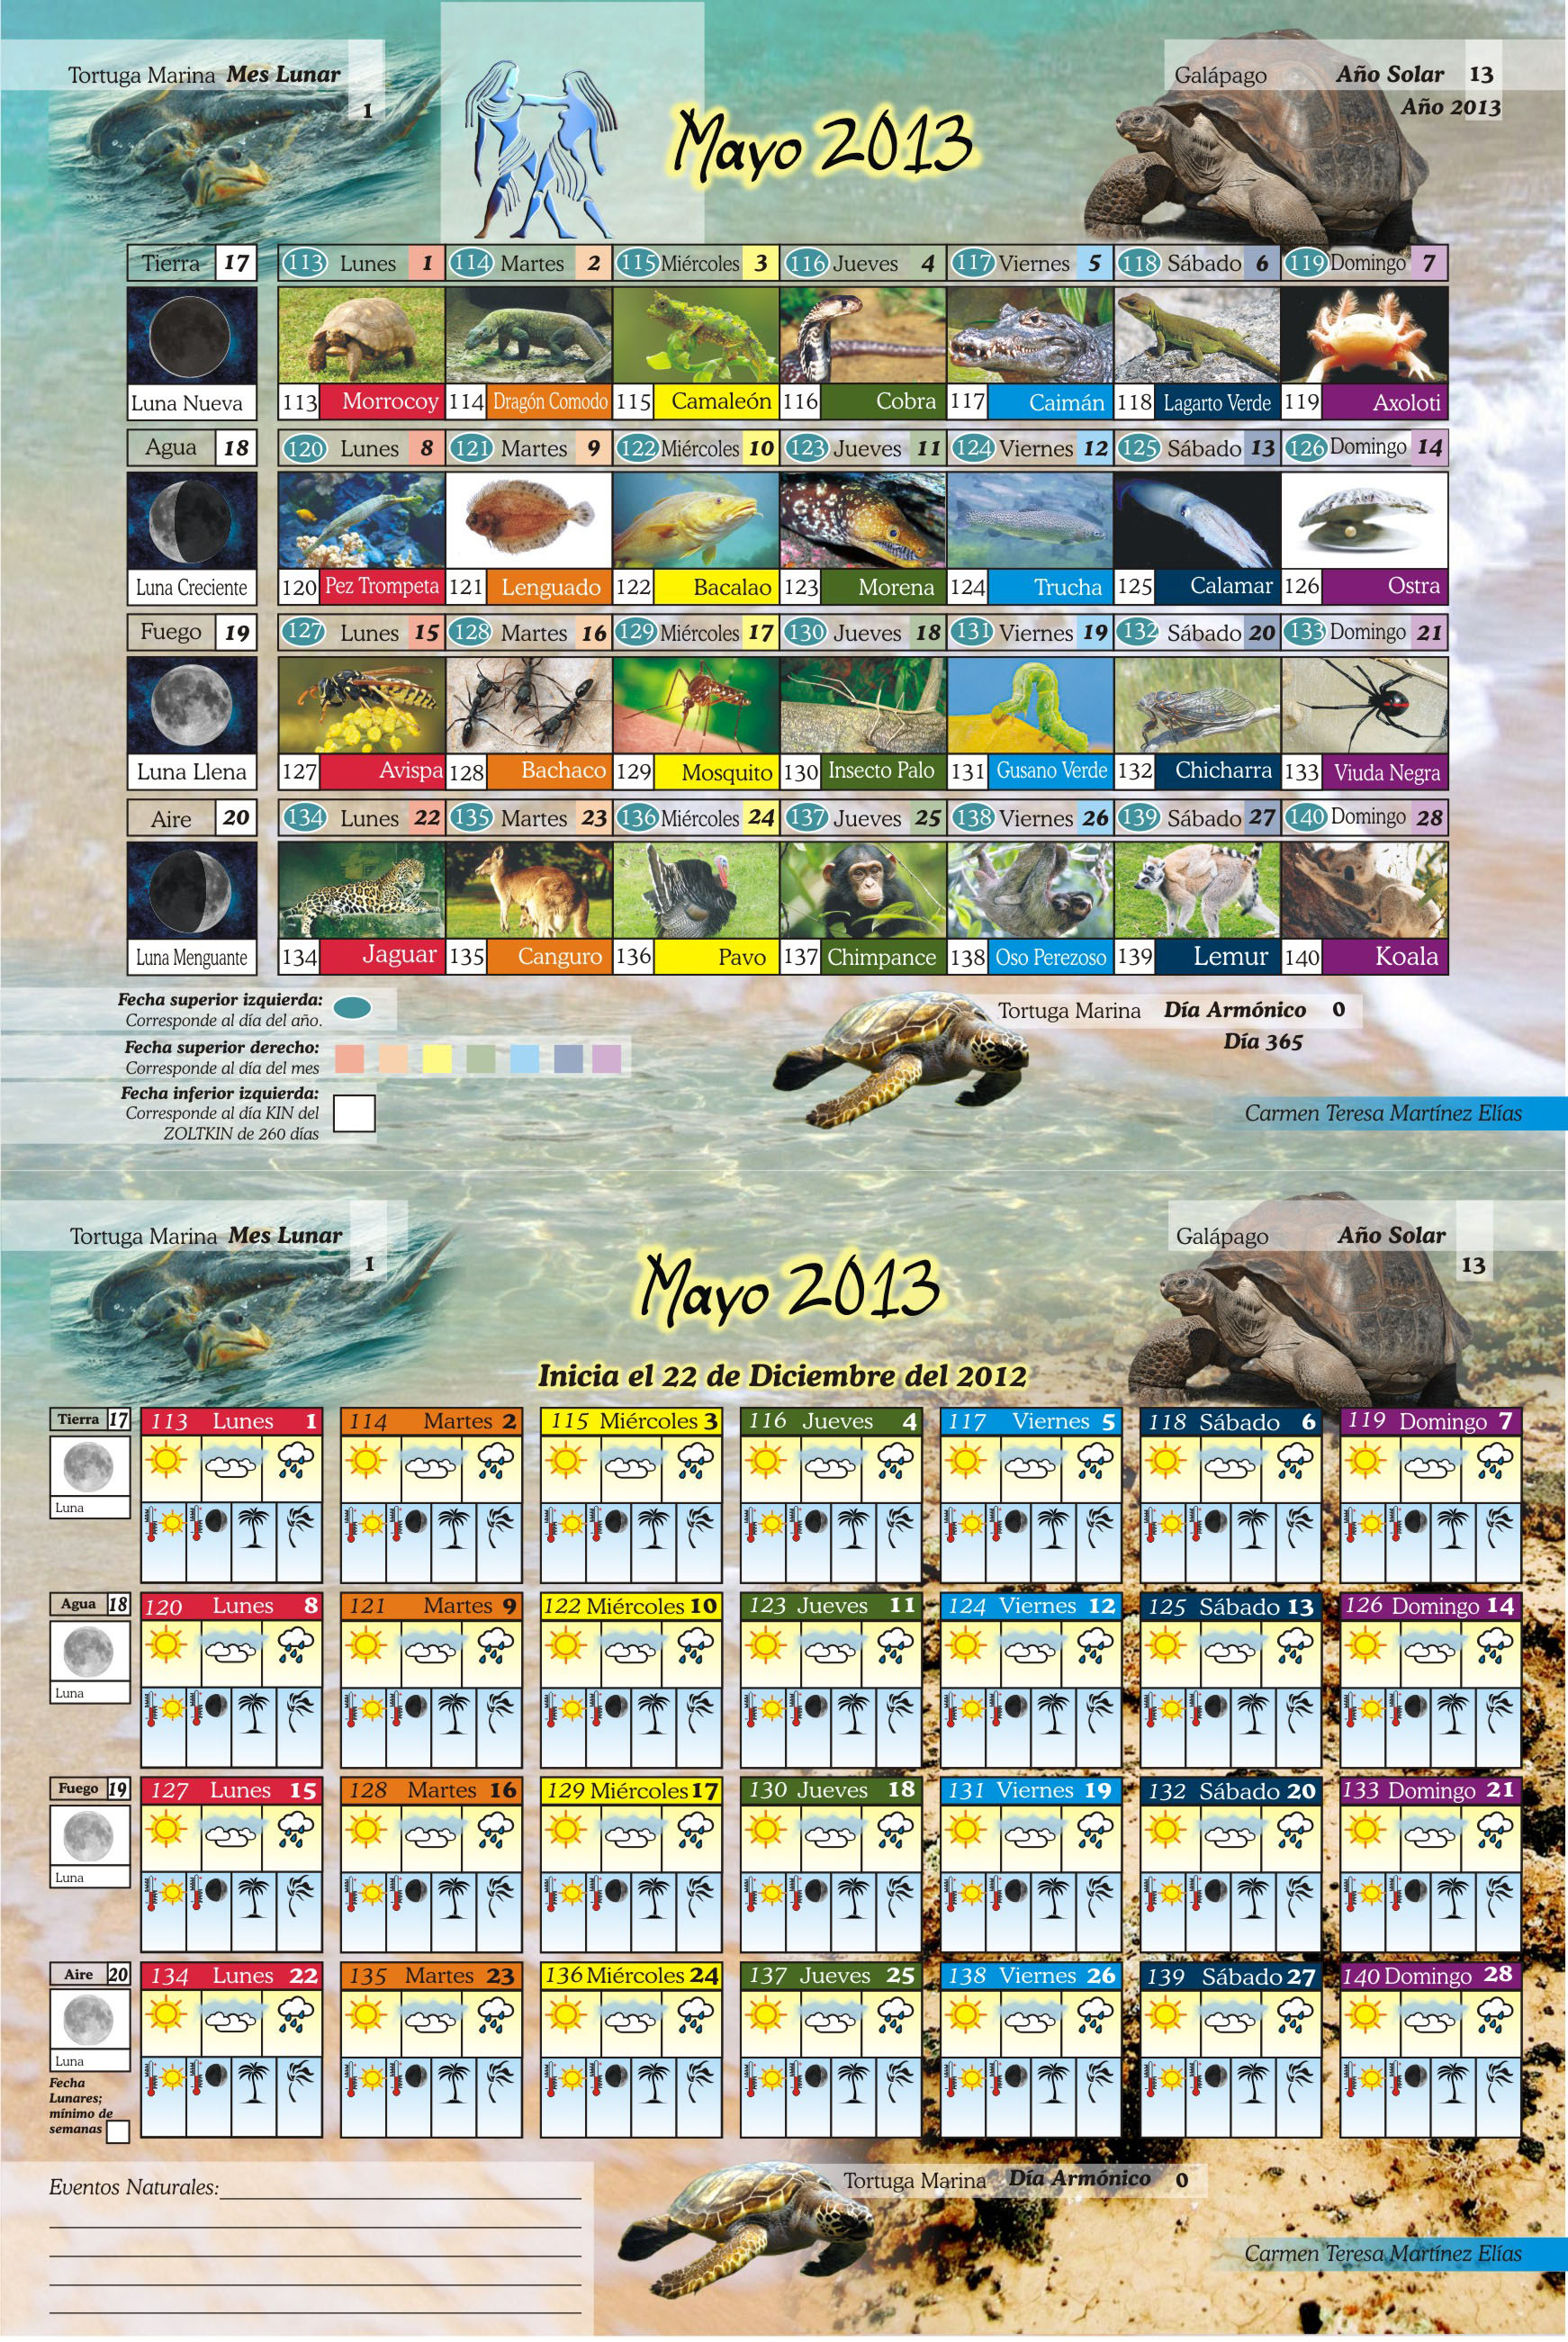 Tortuga Marina Mes Lunar
1
Mayo 2013
Galápago Año Solar 13
Año 2013
Tierra 17 113 Lunes 1 114 Martes 2 115 Miércoles 3 116 Jueves 4 117 Viernes 5 118 Sábado 6 119 Domingo 7
Luna Nueva 113 Morrocoy 114 Dragón Comodo 115 Camaleón 116 Cobra 117 Caimán 118 Lagarto Verde 119 Axoloti
Agua 18 120 Lunes 8 121 Martes 9 122 Miércoles 10 123 Jueves 11 124 Viernes 12 125 Sábado 13 126 Domingo 14
Luna Creciente 120 Pez Trompeta 121 Lenguado 122 Bacalao 123 Morena 124 Trucha 125 Calamar 126 Ostra
Fuego 19 127 Lunes 15 128 Martes 16 129 Miércoles 17 130 Jueves 18 131 Viernes 19 132 Sábado 20 133 Domingo 21
Luna Llena 127 Avispa 128 Bachaco 129 Mosquito 130 Insecto Palo 131 Gusano Verde 132 Chicharra 133 Viuda Negra
Aire 20 134 Lunes 22 135 Martes 23 136 Miércoles 24 137 Jueves 25 138 Viernes 26 139 Sábado 27 140 Domingo 28
Luna Menguante 134 Jaguar 135 Canguro 136 Pavo 137 Chimpance 138 Oso Perezoso 139 Lemur 140 Koala
Fecha superior izquierda:
Corresponde al día del año.
Fecha superior derecho:
Corresponde al día del mes
Fecha inferior izquierda:
Corresponde al día KIN del
ZOLTKIN de 260 días
Tortuga Marina Día Armónico 0
Día 365
Carmen Teresa Martínez Elías
Tortuga Marina Mes Lunar
1
Mayo 2013
Galápago Año Solar
13
Inicia el 22 de Diciembre del 2012
Tierra 17 113 Lunes 1 114 Martes 2 115 Miércoles 3 116 Jueves 4 117 Viernes 5 118 Sábado 6 119 Domingo 7
Luna
Agua 18 120 Lunes 8 121 Martes 9 122 Miércoles 10 123 Jueves 11 124 Viernes 12 125 Sábado 13 126 Domingo 14
Luna
Fuego 19 127 Lunes 15 128 Martes 16 129 Miércoles 17 130 Jueves 18 131 Viernes 19 132 Sábado 20 133 Domingo 21
Luna
Aire 20 134 Lunes 22 135 Martes 23 136 Miércoles 24 137 Jueves 25 138 Viernes 26 139 Sábado 27 140 Domingo 28
Luna
Fecha
Lunares;
mínimo de
semanas
Eventos Naturales:
Tortuga Marina Día Armónico 0
Carmen Teresa Martínez Elías